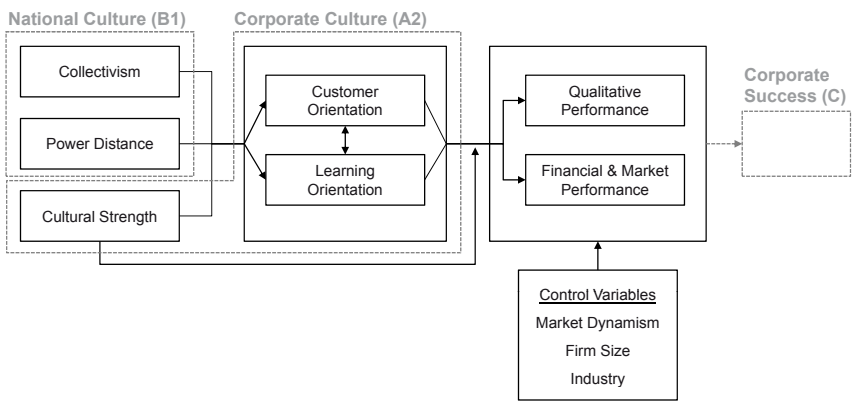 National Culture (B1)
Corporate Culture (A2)
Collectivism
Power Distance
Cultural Strength
Customer
Orientation
Learning
Orientation
Qualitative
Performance
Financial & Market
Performance
Corporate
Success (C)
Control Variables
Market Dynamism
Firm Size
Industry